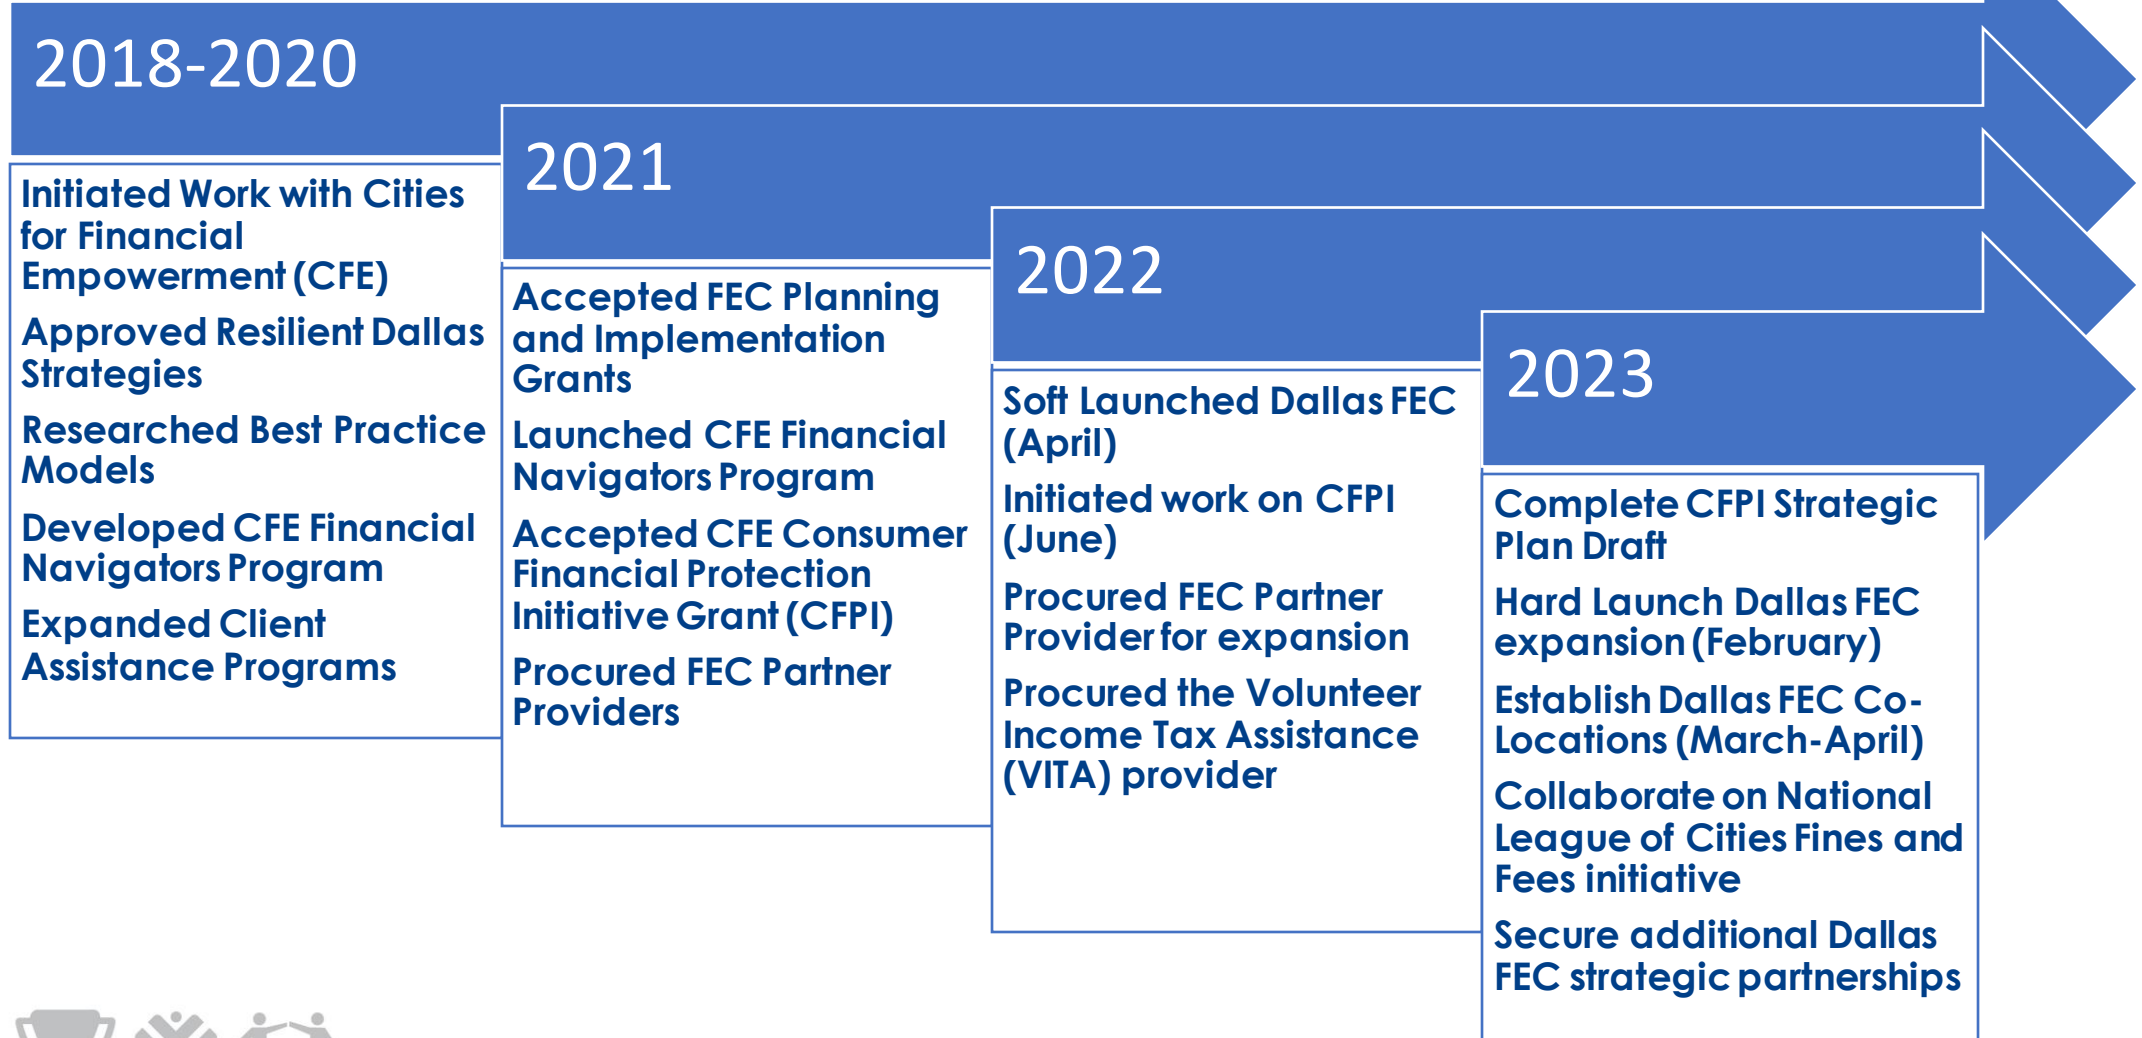 2018-2020
Initiated Work with Cities
for Financial
Empowerment (CFE)
Approved Resilient Dallas
Strategies
Researched Best Practice
Models
Developed CFE Financial
Navigators Program
Expanded Client
Assistance Programs
2021
Accepted FEC Planning
and Implementation
Grants
Launched CFE Financial
Navigators Program
Accepted CFE Consumer
Financial Protection
Initiative Grant (CFPI)
Procured FEC Partner
Providers
2022
Soft Launched Dallas FEC
(April)
Initiated work on CFPI
(June)
Procured FEC Partner
Provider for expansion
Procured the Volunteer
Income Tax Assistance
(VITA) provider
2023
Complete CFPI Strategic
Plan Draft
Hard Launch Dallas FEC
expansion (February)
Establish Dallas FEC Co-
Locations (March-April)
Collaborate on National
League of Cities Fines and
Fees initiative
Secure additional Dallas
FEC strategic partnerships